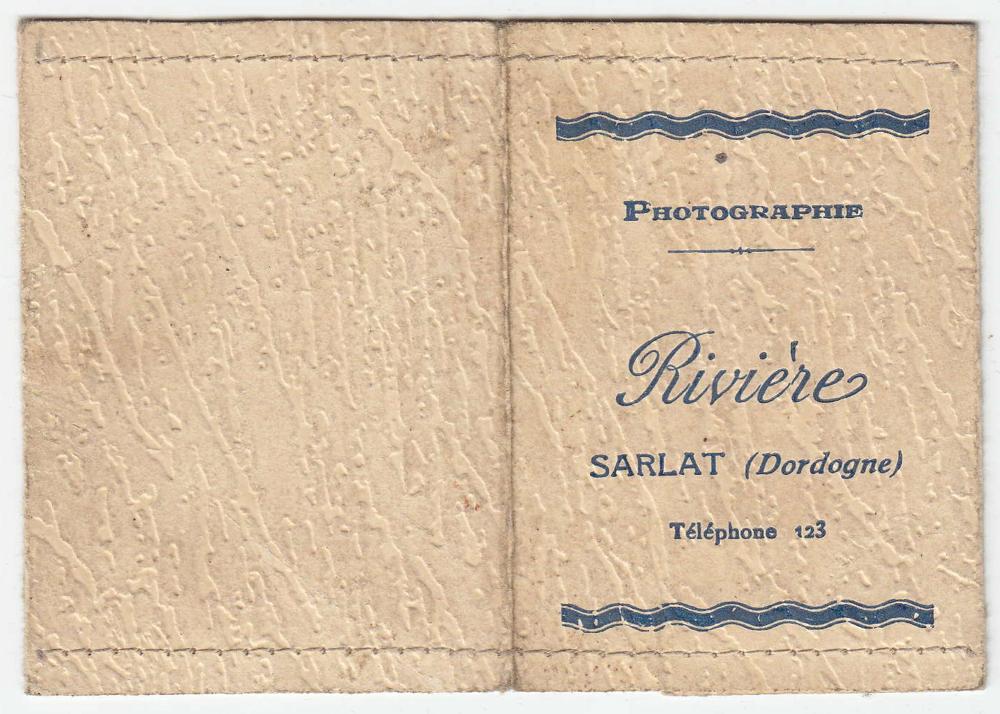 PHOTOGRAPHIE
Rivière
SARLAT (Dordogne)
Téléphone 123